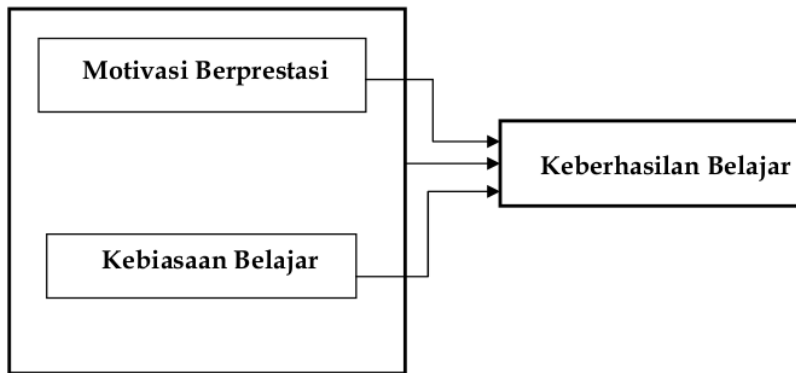 Motivasi Berprestasi
Keberhasilan Belajar
Kebiasaan Belajar